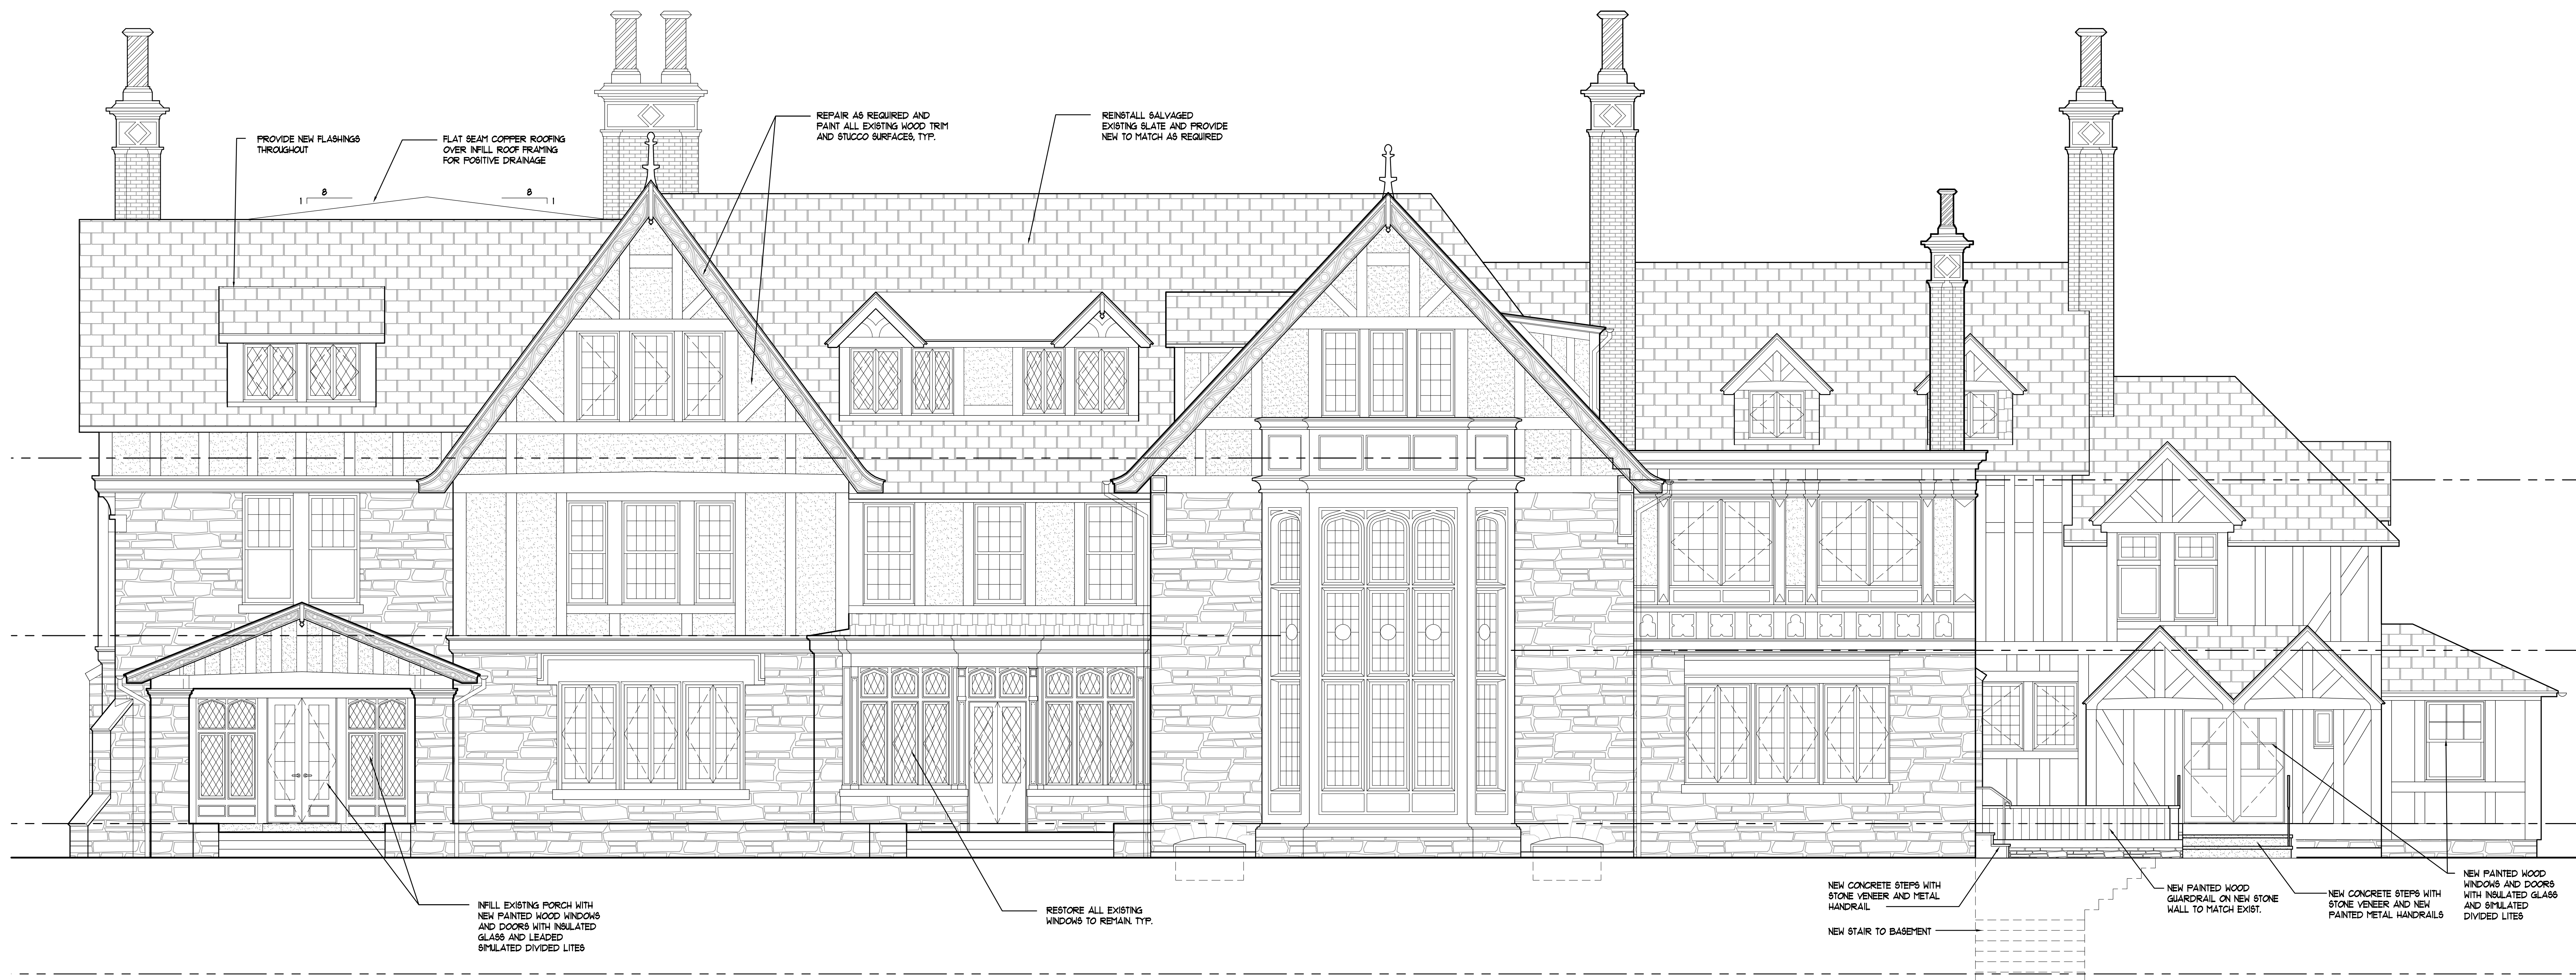 PROVIDE NEW FLASHINGS
THROUGHOUT
FLAT SEAM COPPER ROOFING
OVER INFILL ROOF FRAMING
FOR POSITIVE DRAINAGE
REPAIR AS REQUIRED AND
PAINT ALL EXISTING WOOD TRIM
AND STUCCO SURFACES, TYP.
REINSTALL SALVAGED
EXISTING SLATE AND PROVIDE
NEW TO MATCH AS REQUIRED
8
1
8
1
INFILL EXISTING PORCH WITH
NEW PAINTED WOOD WINDOWS
AND DOORS WITH INSULATED
GLASS AND LEADED
SIMULATED DIVIDED LITES
RESTORE ALL EXISTING
WINDOWS TO REMAIN. TYP.
NEW CONCRETE STEPS WITH
STONE VENEER AND METAL
HANDRAIL
NEW STAIR TO BASEMENT
NEW PAINTED WOOD
GUARDRAIL ON NEW STONE
WALL TO MATCH EXIST.
NEW CONCRETE STEPS WITH
STONE VENEER AND NEW
PAINTED METAL HANDRAILS
NEW PAINTED WOOD
WINDOWS AND DOORS
WITH INSULATED GLASS
AND SIMULATED
DIVIDED LITES